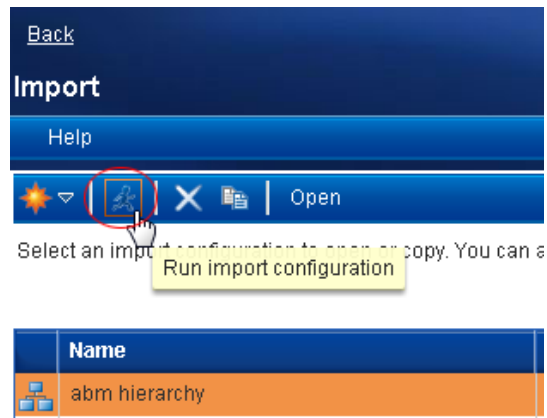 Back
Import
Help
Open
Select an import configuration to open or copy. You can a
Run import configuration
Name
abm hierarchy